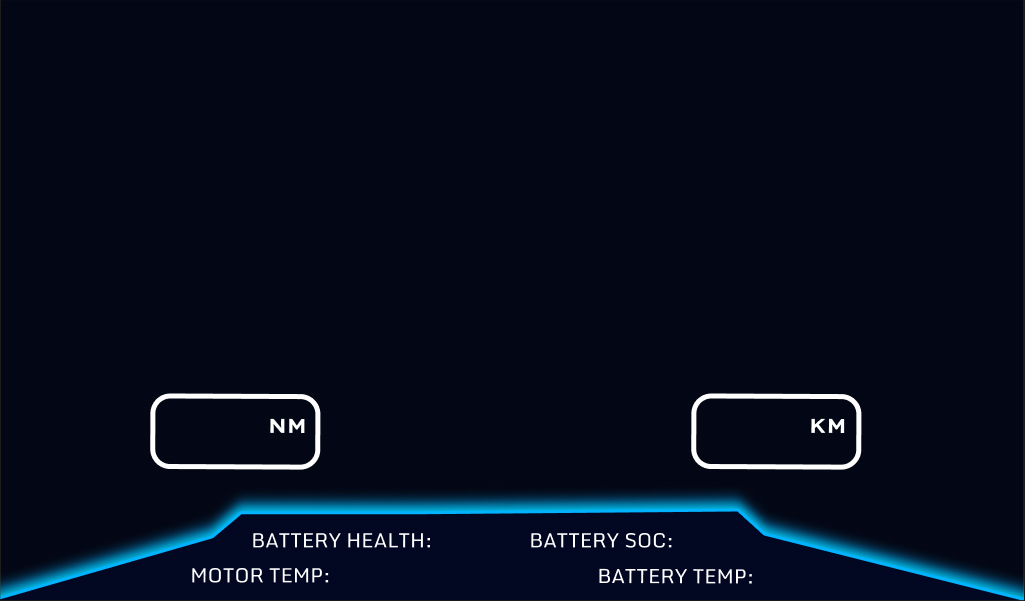 NM
KM
BATTERY HEALTH:
BATTERY SOC:
MOTOR TEMP:
BATTERY TEMP: